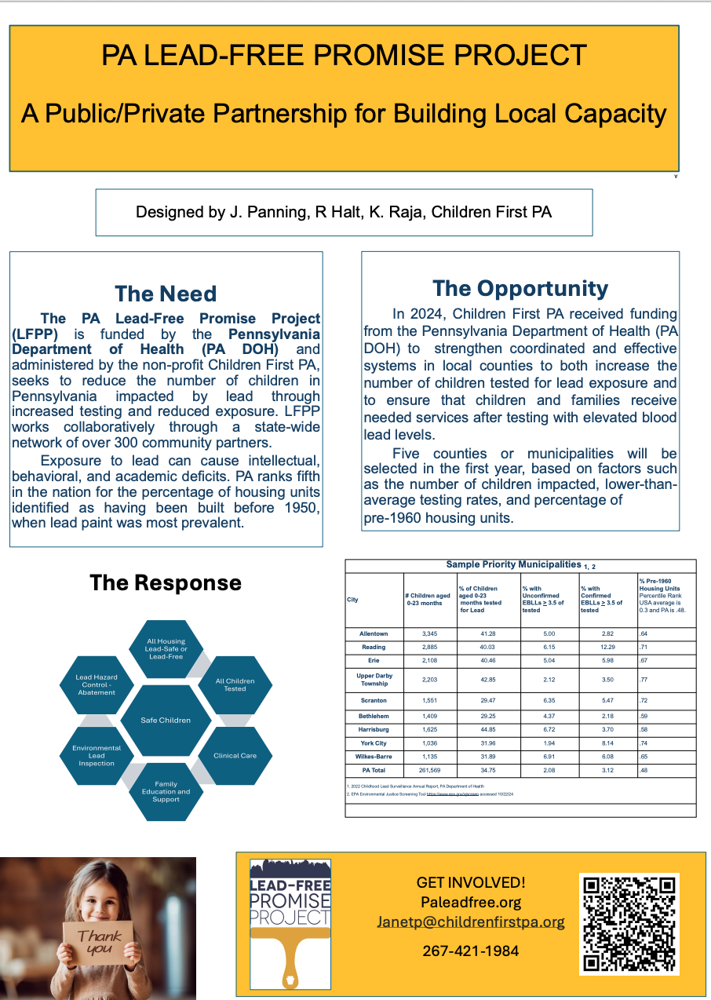 PA LEAD-FREE PROMISE PROJECT
A Public/Private Partnership for Building Local Capacity
A
Designed by J. Panning, R Halt, K. Raja, Children First PA
The Need
The PA Lead-Free Promise Project
(LFPP) is funded by the Pennsylvania
Department of Health (PA DOH) and
administered by the non-profit Children First PA,
seeks to reduce the number of children in
Pennsylvania impacted by lead through
increased testing and reduced exposure. LFPP
works collaboratively through a state-wide
network of over 300 community partners.
Exposure to lead can cause intellectual,
behavioral, and academic deficits. PA ranks fifth
in the nation for the percentage of housing units
identified as having been built before 1950,
when lead paint was most prevalent.
The Opportunity
In 2024, Children First PA received funding
from the Pennsylvania Department of Health (PA
DOH) to strengthen coordinated and effective
systems in local counties to both increase the
number of children tested for lead exposure and
to ensure that children and families receive
needed services after testing with elevated blood
lead levels.
Five counties or municipalities will be
selected in the first year, based on factors such
as the number of children impacted, lower-than-
average testing rates, and percentage of
pre-1960 housing units.
The Response
All Housing
Lead-Safe or
Lead-Free
All Children
Tested
Clinical Care
Family
Education and
Support
Environmental
Lead
Inspection
Lead Hazard
Control -
Abatement
Safe Children
Sample Priority Municipalities 1, 2
City
# Children aged
0-23 months
% of Children
aged 0-23
months tested
for Lead
% with
Unconfirmed
EBLLs ≥ 3.5 of
tested
% with
Confirmed
EBLLs ≥ 3.5 of
tested
% Pre-1960
Housing Units
Percentile Rank
USA average is
0.3 and PA is .48.
Allentown 3,345 41.28 5.00 2.82 .64
Reading 2,885 40.03 6.15 12.29 .71
Erie 2,108 40.46 5.04 5.98 .67
Upper Darby
Township 2,203 42.85 2.12 3.50 .77
Scranton 1,551 29.47 6.35 5.47 .72
Bethlehem 1,409 29.25 4.37 2.18 .59
Harrisburg 1,625 44.85 6.72 3.70 .58
York City 1,036 31.96 1.94 8.14 .74
Wilkes-Barre 1,135 31.89 6.91 6.08 .65
PA Total 261,569 34.75 2.08 3.12 .48
1. 2022 Childhood Lead Surveillance Annual Report, PA Department of Health
2. EPA Environmental Justice Screening Tool https://www.epa.gov/ejscreen accessed 10/22/24
Thank
you
LEAD-FREE
PROMISE
PROJECT
GET INVOLVED!
Paleadfree.org
Janetp@childrenfirstpa.org
267-421-1984